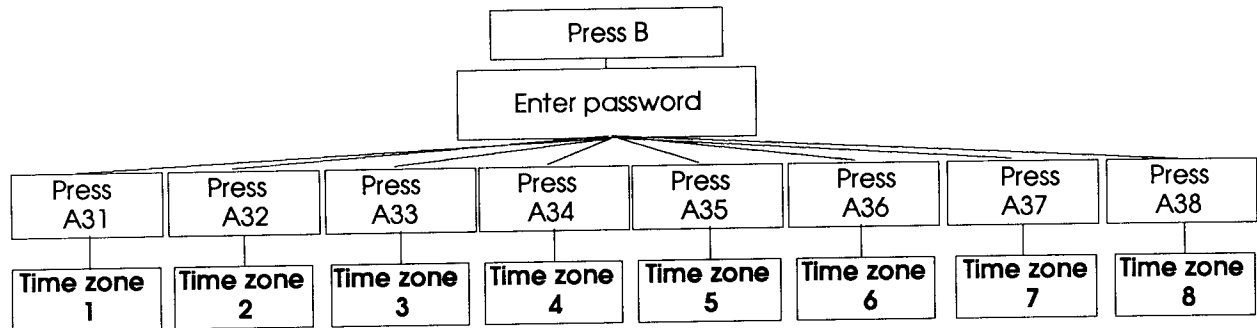 Press B
Enter password
Press
A31
Press
A32
Press
A33
Press
A34
Press
A35
Press
A36
Press
A37
Press
A38
Time zone
1
Time zone
2
Time zone
3
Time zone
4
Time zone
5
Time zone
6
Time zone
7
Time zone
8